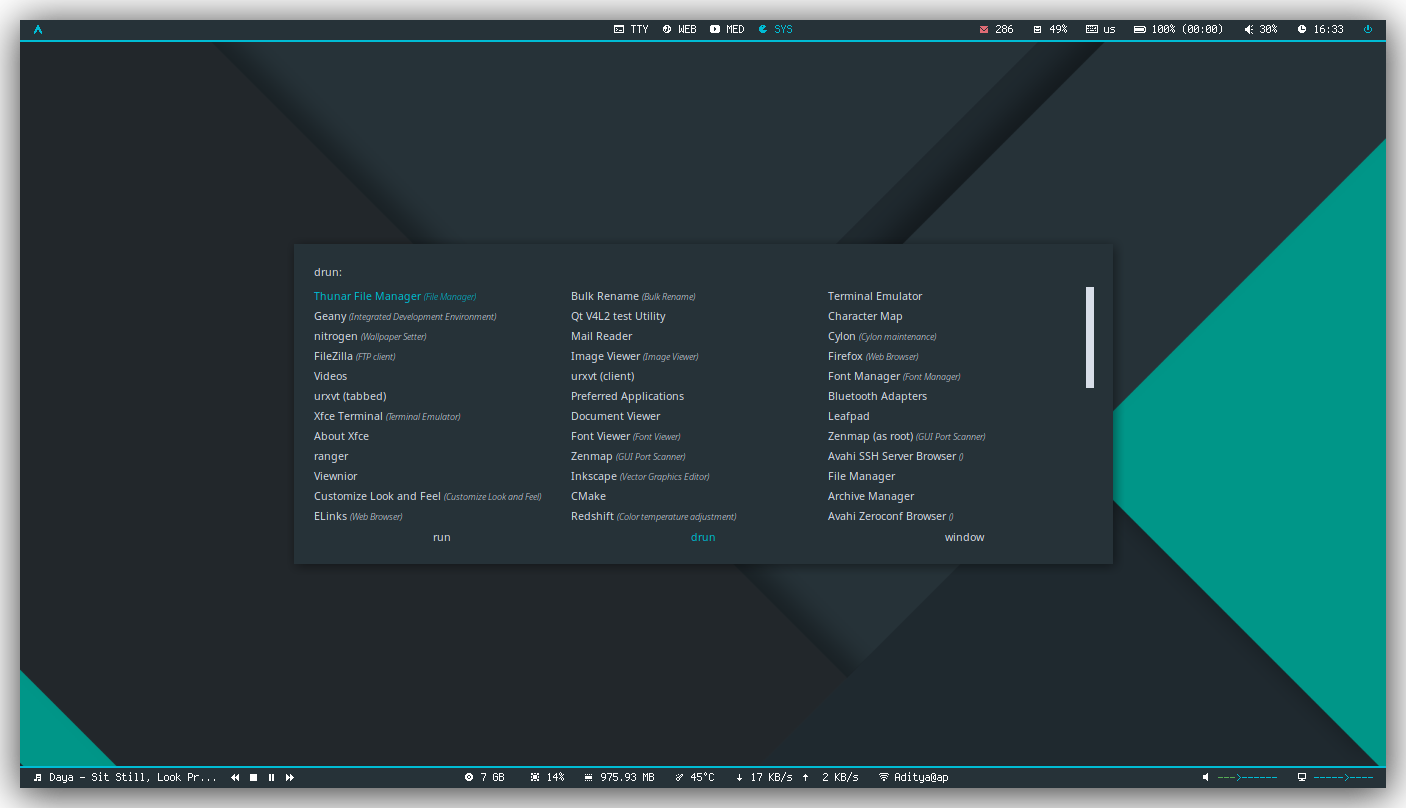 TTY WEB MED SYS 286 49% us 100% (00:00) 30% 16:33
drun:
Thunar File Manager (File Manager) Bulk Rename (Bulk Rename) Terminal Emulator
Geany (Integrated Development Environment) Qt V4L2 test Utility Character Map
nitrogen (Wallpaper Setter) Mail Reader Cylon (Cylon maintenance)
FileZilla (FTP client) Image Viewer (Image Viewer) Firefox (Web Browser)
Videos urxvt (client) Font Manager (Font Manager)
urxvt (tabbed) Preferred Applications Bluetooth Adapters
Xfce Terminal (Terminal Emulator) Document Viewer Leafpad
About Xfce Font Viewer (Font Viewer) Zenmap (as root) (GUI Port Scanner)
ranger Zenmap (GUI Port Scanner) Avahi SSH Server Browser ()
Viewnior Inkscape (Vector Graphics Editor) File Manager
Customize Look and Feel (Customize Look and Feel) CMake Archive Manager
ELinks (Web Browser) Redshift (Color temperature adjustment) Avahi Zeroconf Browser ()
run drun window
Daya - Sit Still, Look Pr... 7 GB 14% 975.93 MB 45°C 17 KB/s 2 KB/s Aditya@ap --->------ ----->----